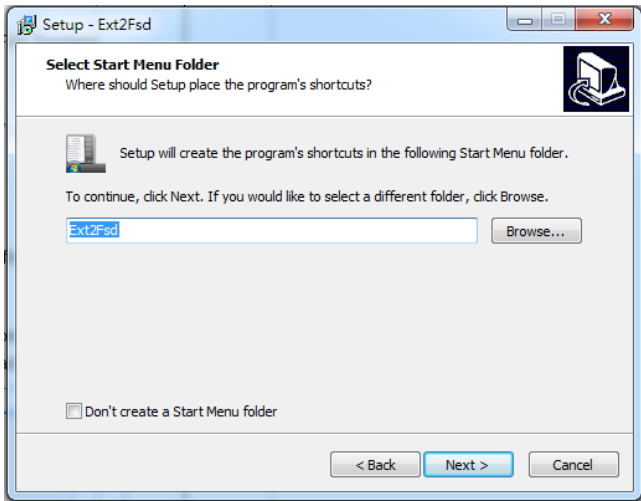 Setup - Ext2Fsd
Select Start Menu Folder
Where should Setup place the program's shortcuts?
Setup will create the program's shortcuts in the following Start Menu folder.
To continue, click Next. If you would like to select a different folder, click Browse.
Ext2Fsd
Browse...
Don't create a Start Menu folder
< Back
Next >
Cancel